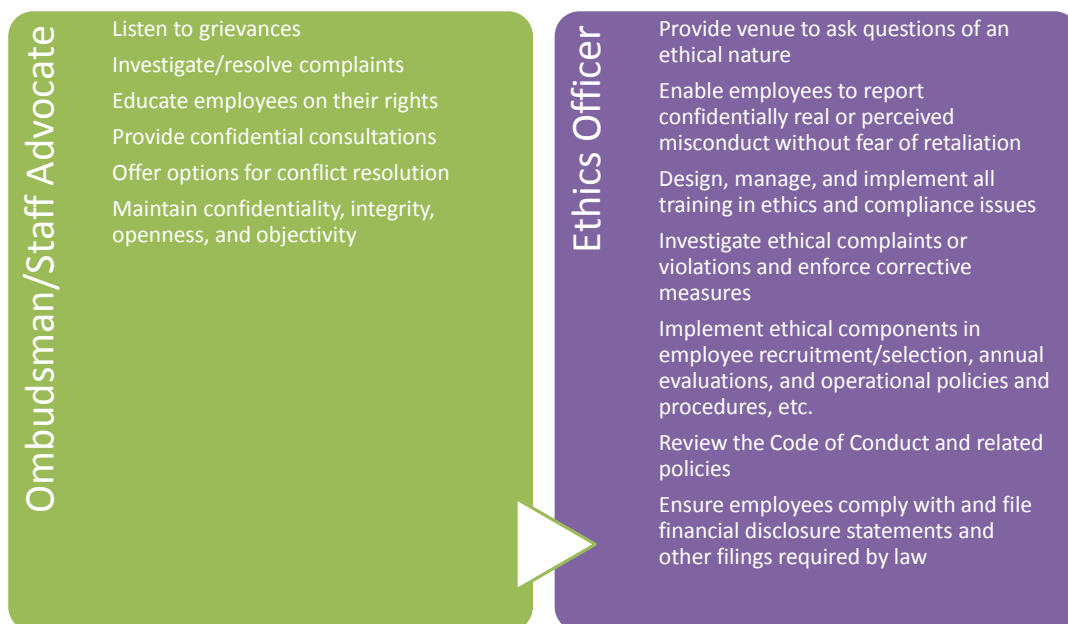 Ombudsman/Staff Advocate
Listen to grievances
Investigate/resolve complaints
Educate employees on their rights
Provide confidential consultations
Offer options for conflict resolution
Maintain confidentiality, integrity,
openness, and objectivity
Ethics Officer
Provide venue to ask questions of an
ethical nature
Enable employees to report
confidentially real or perceived
misconduct without fear of retaliation
Design, manage, and implement all
training in ethics and compliance issues
Investigate ethical complaints or
violations and enforce corrective
measures
Implement ethical components in
employee recruitment/selection, annual
evaluations, and operational policies and
procedures, etc.
Review the Code of Conduct and related
policies
Ensure employees comply with and file
financial disclosure statements and
other filings required by law